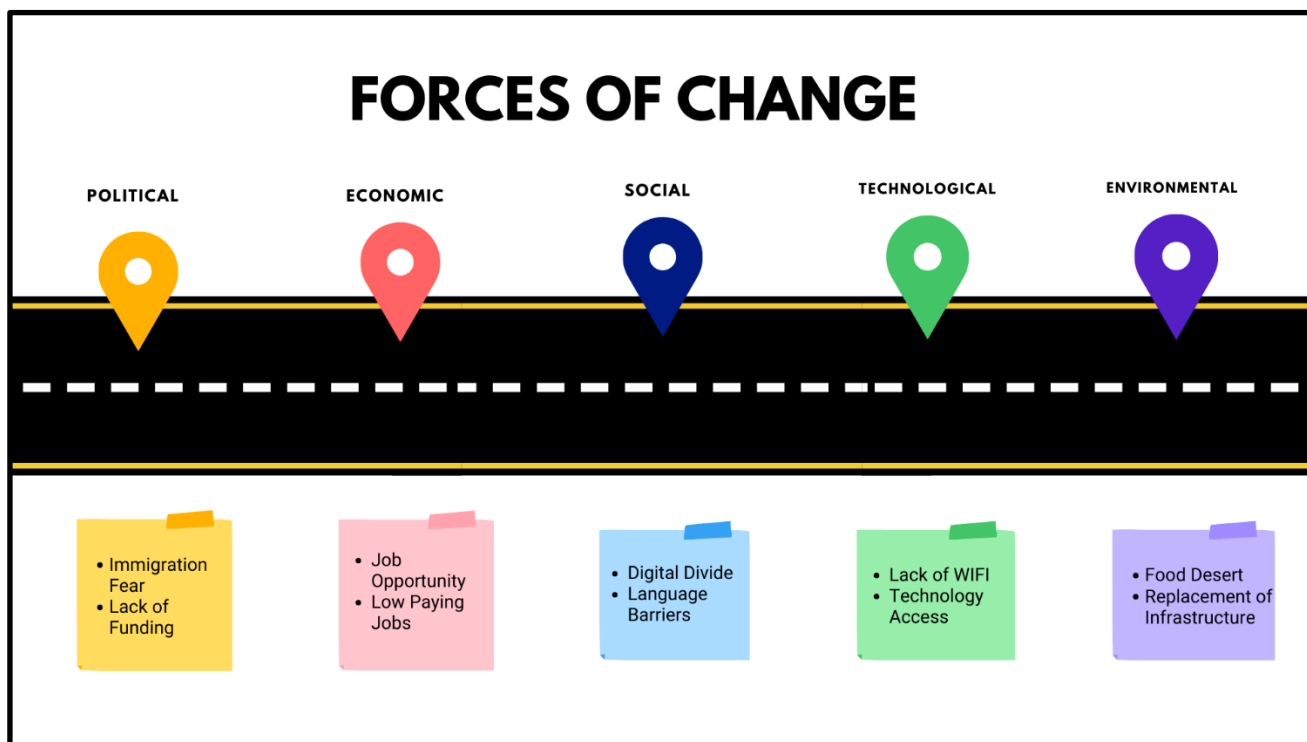 FORCES OF CHANGE
POLITICAL
ECONOMIC
SOCIAL
TECHNOLOGICAL
ENVIRONMENTAL
• Immigration
Fear
• Lack of
Funding
• Job
Opportunity
• Low Paying
Jobs
• Digital Divide
• Language
Barriers
• Lack of WIFI
• Technology
Access
• Food Desert
• Replacement of
Infrastructure